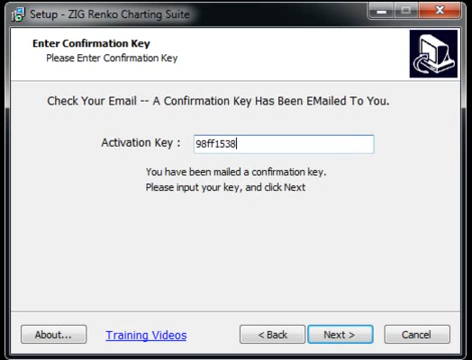 Setup - ZIG Renko Charting Suite
Enter Confirmation Key
Please Enter Confirmation Key
Check Your Email -- A Confirmation Key Has Been EMailed To You.
Activation Key : 98ff1538
You have been mailed a confirmation key.
Please input your key, and click Next
About... Training Videos < Back Next > Cancel